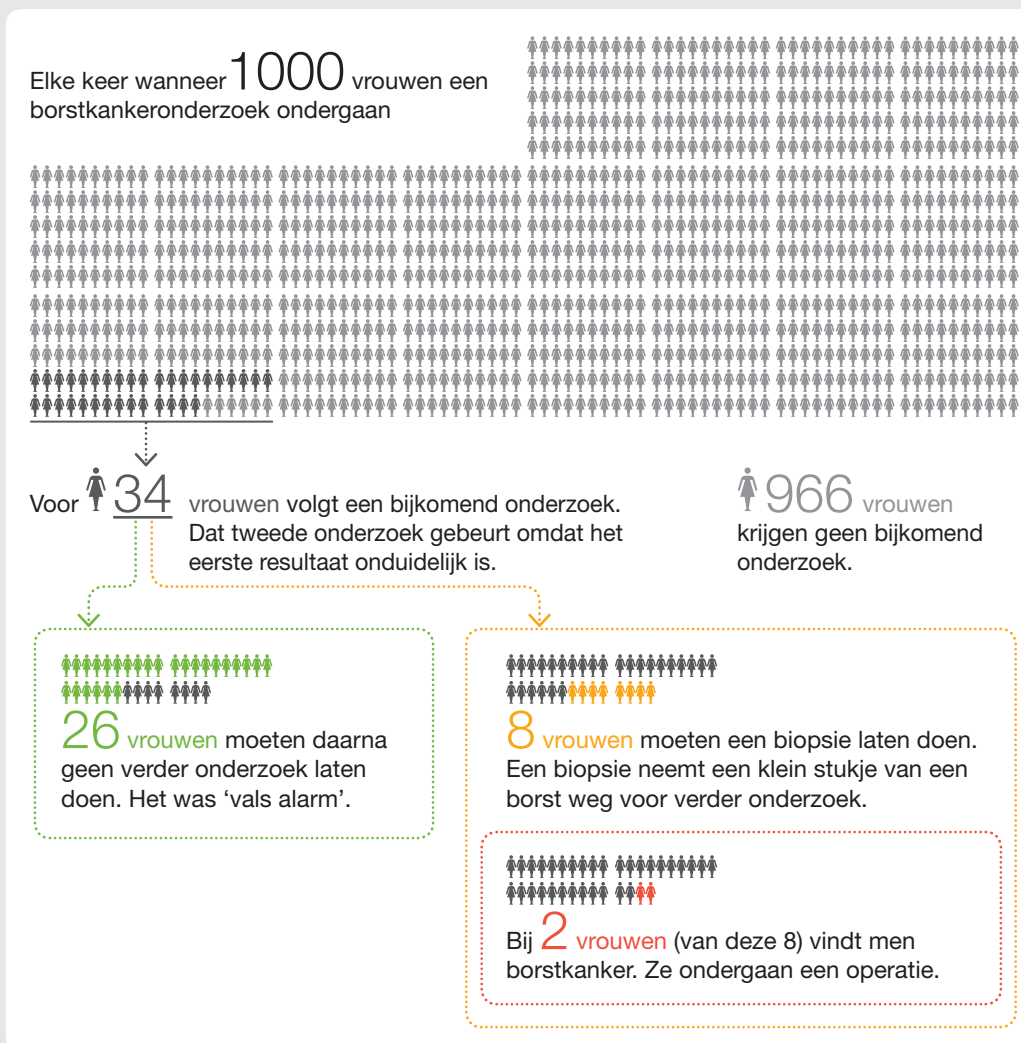 Elke keer wanneer 1000 vrouwen een
borstkankeronderzoek ondergaan
Voor 34 vrouwen volgt een bijkomend onderzoek.
Dat tweede onderzoek gebeurt omdat het
eerste resultaat onduidelijk is.
966 vrouwen
krijgen geen bijkomend
onderzoek.
26 vrouwen moeten daarna
geen verder onderzoek laten
doen. Het was ‘vals alarm’.
8 vrouwen moeten een biopsie laten doen.
Een biopsie neemt een klein stukje van een
borst weg voor verder onderzoek.
Bij 2 vrouwen (van deze 8) vindt men
borstkanker. Ze ondergaan een operatie.